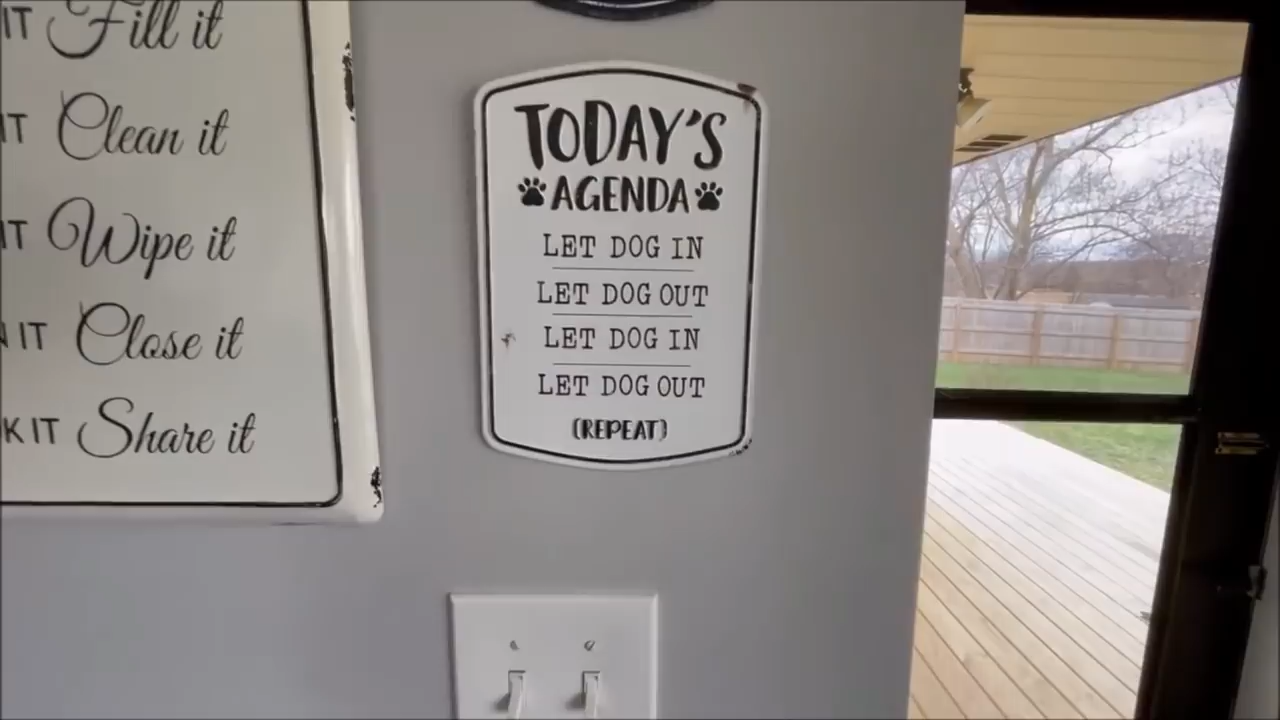 IT Fill it
IT Clean it
IT Wipe it
IT Close it
IT Share it
TODAY'S
AGENDA
LET DOG IN
LET DOG OUT
LET DOG IN
LET DOG OUT
(REPEAT)